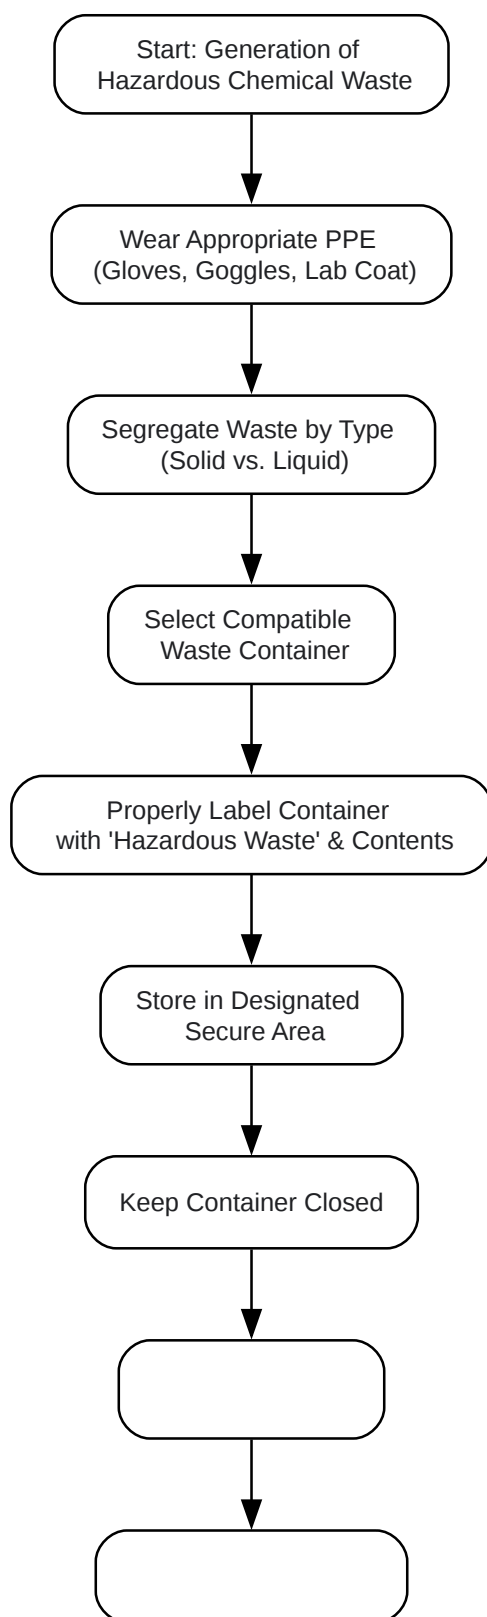 Start: Generation of
Hazardous Chemical Waste
Wear Appropriate PPE
(Gloves, Goggles, Lab Coat)
Segregate Waste by Type
(Solid vs. Liquid)
Select Compatible
Waste Container
Properly Label Container
with 'Hazardous Waste' & Contents
Store in Designated
Secure Area
Keep Container Closed